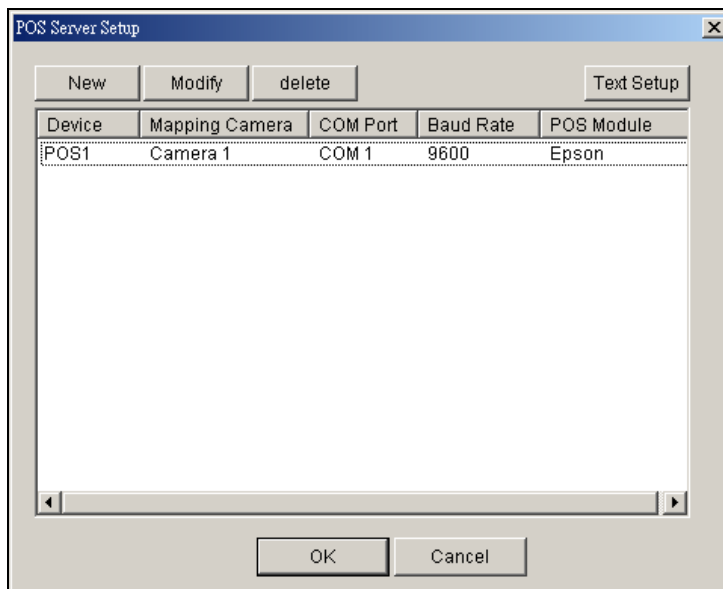 POS Server Setup
New Modify delete Text Setup
Device Mapping Camera COM Port Baud Rate POS Module
POS1 Camera 1 COM 1 9600 Epson
OK Cancel